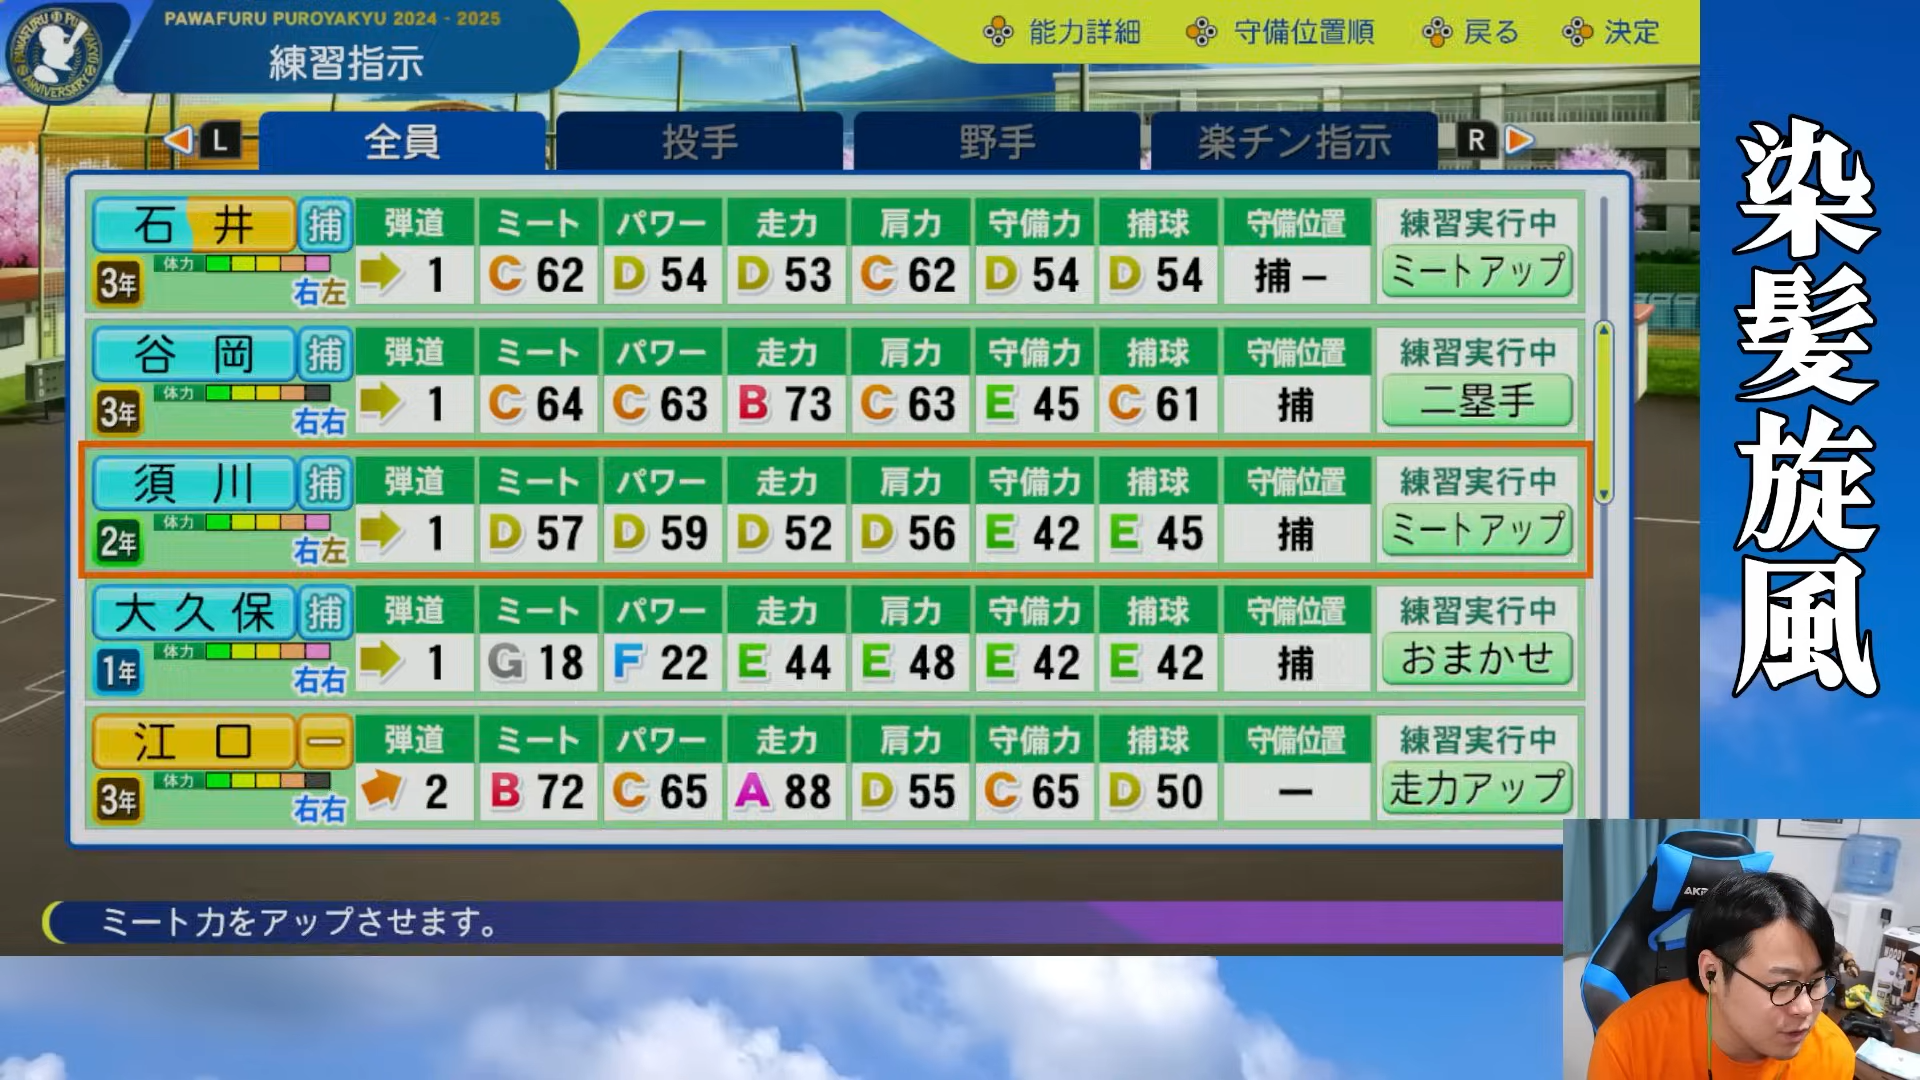 PAWAFURU PUROYAKYU 2024 - 2025
練習指示
能力詳細 守備位置順 戻る 決定
L 全員 投手 野手 楽チン指示 R
石井 捕 弾道 ミート パワー 走力 肩力 守備力 捕球 守備位置 練習実行中
3年 体力 右左 1 C 62 D 54 D 53 C 62 D 54 D 54 捕 ー ミートアップ
谷岡 捕 弾道 ミート パワー 走力 肩力 守備力 捕球 守備位置 練習実行中
3年 体力 右右 1 C 64 C 63 B 73 C 63 E 45 C 61 捕 二塁手
須川 捕 弾道 ミート パワー 走力 肩力 守備力 捕球 守備位置 練習実行中
2年 体力 右左 1 D 57 D 59 D 52 D 56 E 42 E 45 捕 ミートアップ
大久保 捕 弾道 ミート パワー 走力 肩力 守備力 捕球 守備位置 練習実行中
1年 体力 右右 1 G 18 F 22 E 44 E 48 E 42 E 42 捕 おまかせ
江口 一 弾道 ミート パワー 走力 肩力 守備力 捕球 守備位置 練習実行中
3年 体力 右右 2 B 72 C 65 A 88 D 55 C 65 D 50 一 走力アップ
ミート力をアップさせます。
染髪旋風